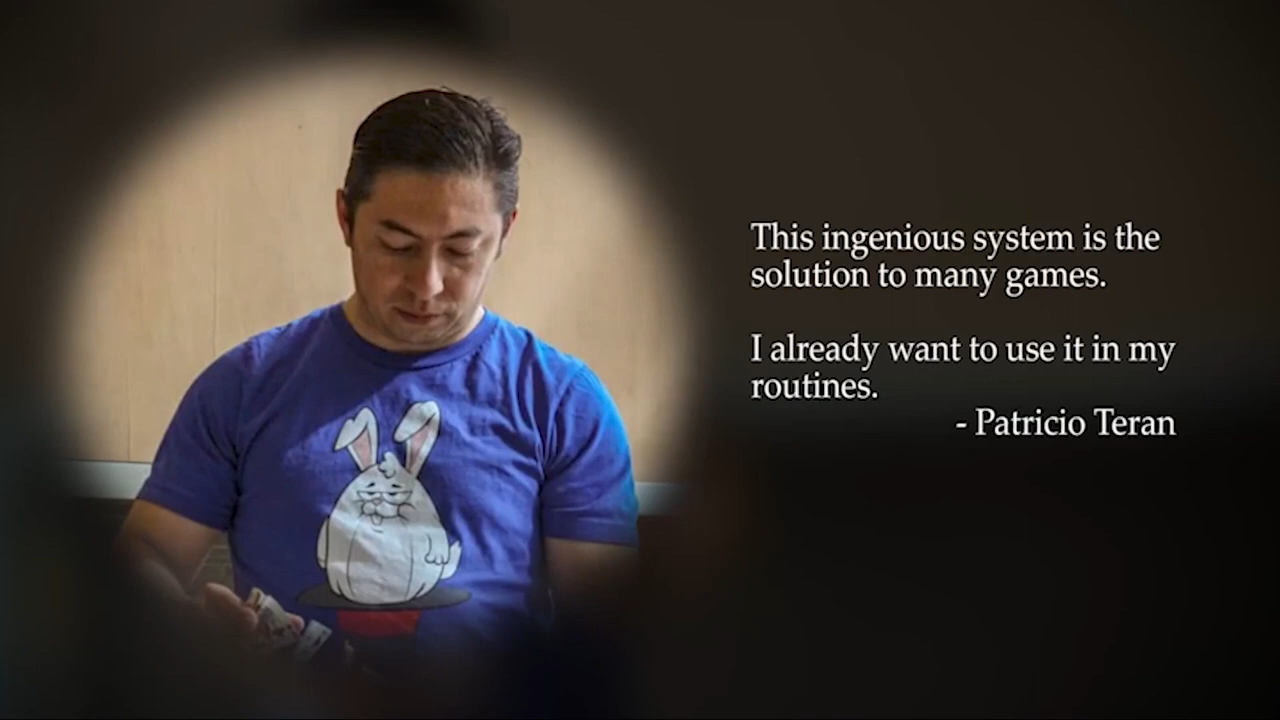 This ingenious system is the
solution to many games.
I already want to use it in my
routines.
- Patricio Teran